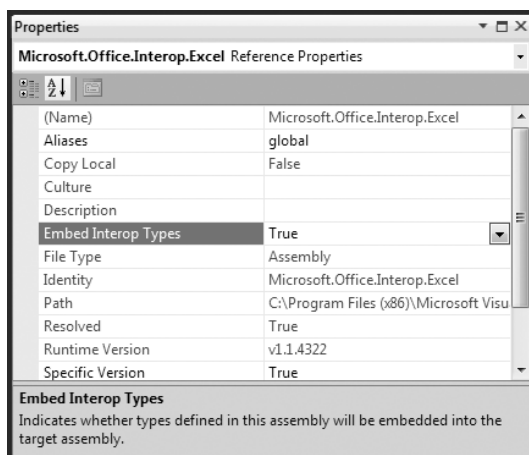 Properties
Microsoft.Office.Interop.Excel Reference Properties
(Name) Microsoft.Office.Interop.Excel
Aliases global
Copy Local False
Culture
Description
Embed Interop Types True
File Type Assembly
Identity Microsoft.Office.Interop.Excel
Path C:\Program Files (x86)\Microsoft Visu
Resolved True
Runtime Version v1.1.4322
Specific Version True
Embed Interop Types
Indicates whether types defined in this assembly will be embedded into the
target assembly.